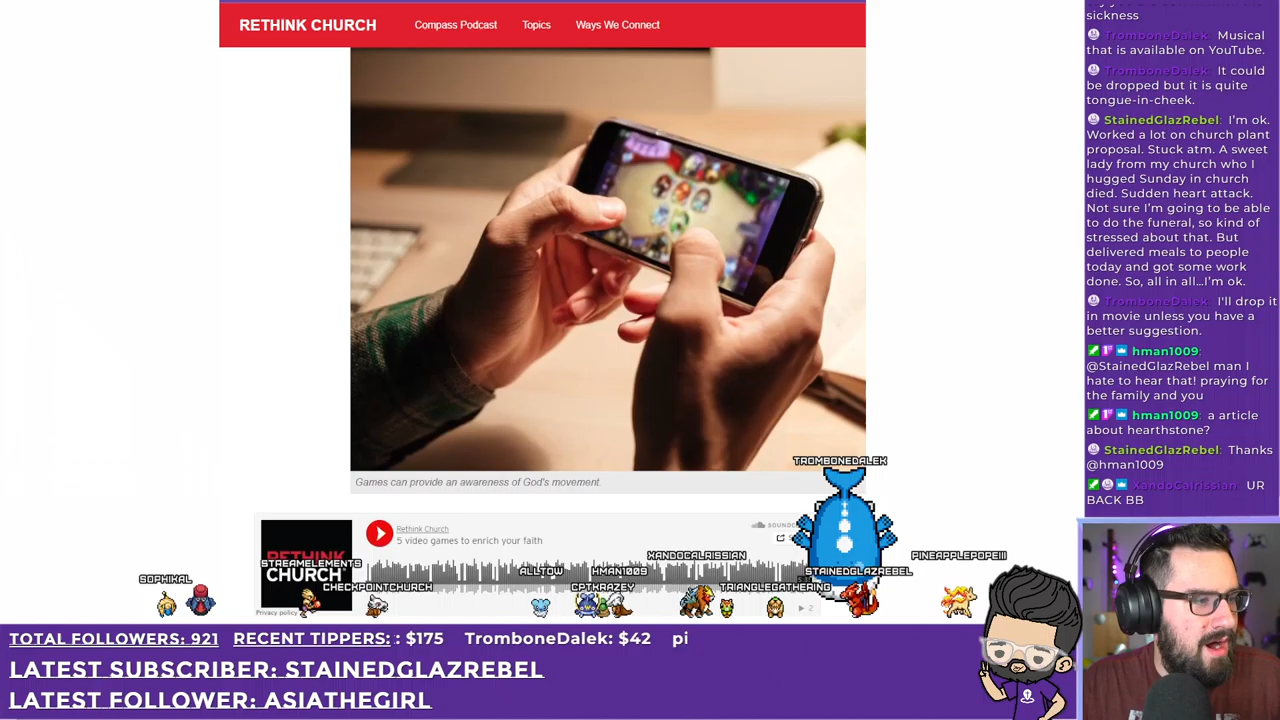 RETHINK CHURCH
Compass Podcast
Topics
Ways We Connect
sickness
TromboneDalek: Musical
that is available on YouTube.
TromboneDalek: It could
be dropped but it is quite
tongue-in-cheek.
StainedGlazRebel: I'm ok.
Worked a lot on church plant
proposal. Stuck atm. A sweet
lady from my church who I
hugged Sunday in church
died. Sudden heart attack.
Not sure I'm going to be able
to do the funeral, so kind of
stressed about that. But
delivered meals to people
today and got some work
done. So, all in all...I'm ok.
TromboneDalek: I'll drop it
in movie unless you have a
better suggestion.
hman1009:
@StainedGlazRebel man I
hate to hear that! praying for
the family and you
hman1009: a article
about hearthstone?
StainedGlazRebel: Thanks
@hman1009
XandoCalrissian: UR
BACK BB
Games can provide an awareness of God's movement.
Rethink Church
5 video games to enrich your faith
RETHINK
CHURCH
Privacy policy
2
TROMBONEDALEK
SOPHIKAL
STREAMELEMENTS
CHECKPOINTCHURCH
ALLTOW
HMAN1009
CPTKRAZEY
XANDOCALRISSIAN
TRIANGLEGATHERING
STAINEDGLAZREBEL
PINEAPPLEPOPEIII
TOTAL FOLLOWERS: 921 RECENT TIPPERS: : $175 TromboneDalek: $42 pi
LATEST SUBSCRIBER: STAINEDGLAZREBEL
LATEST FOLLOWER: ASIATHEGIRL